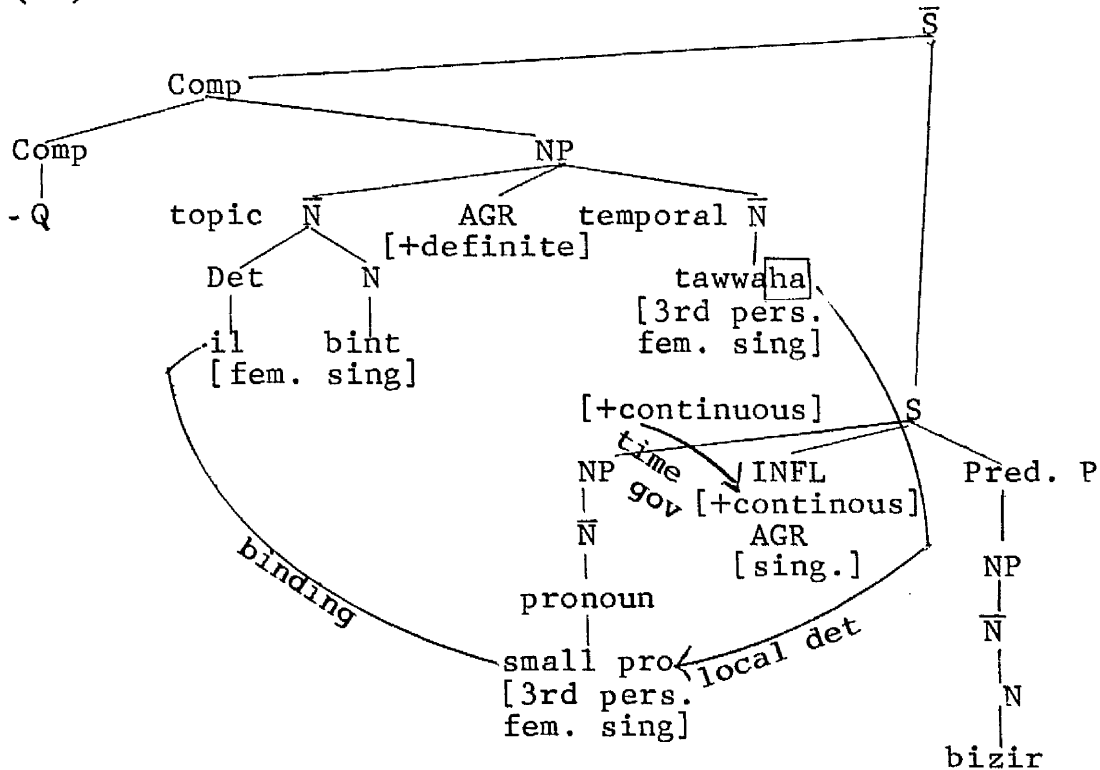 S̄
Comp
Comp NP
-Q topic N̄ AGR temporal N̄
[+definite]
Det N tawwaha
[3rd pers.
fem. sing]
il bint
[fem. sing]
[+continuous] S
time gov
NP INFL Pred. P
[+continous]
N̄ AGR NP
[sing.]
binding
pronoun N̄
small pro local det
[3rd pers. N
fem. sing]
bizir